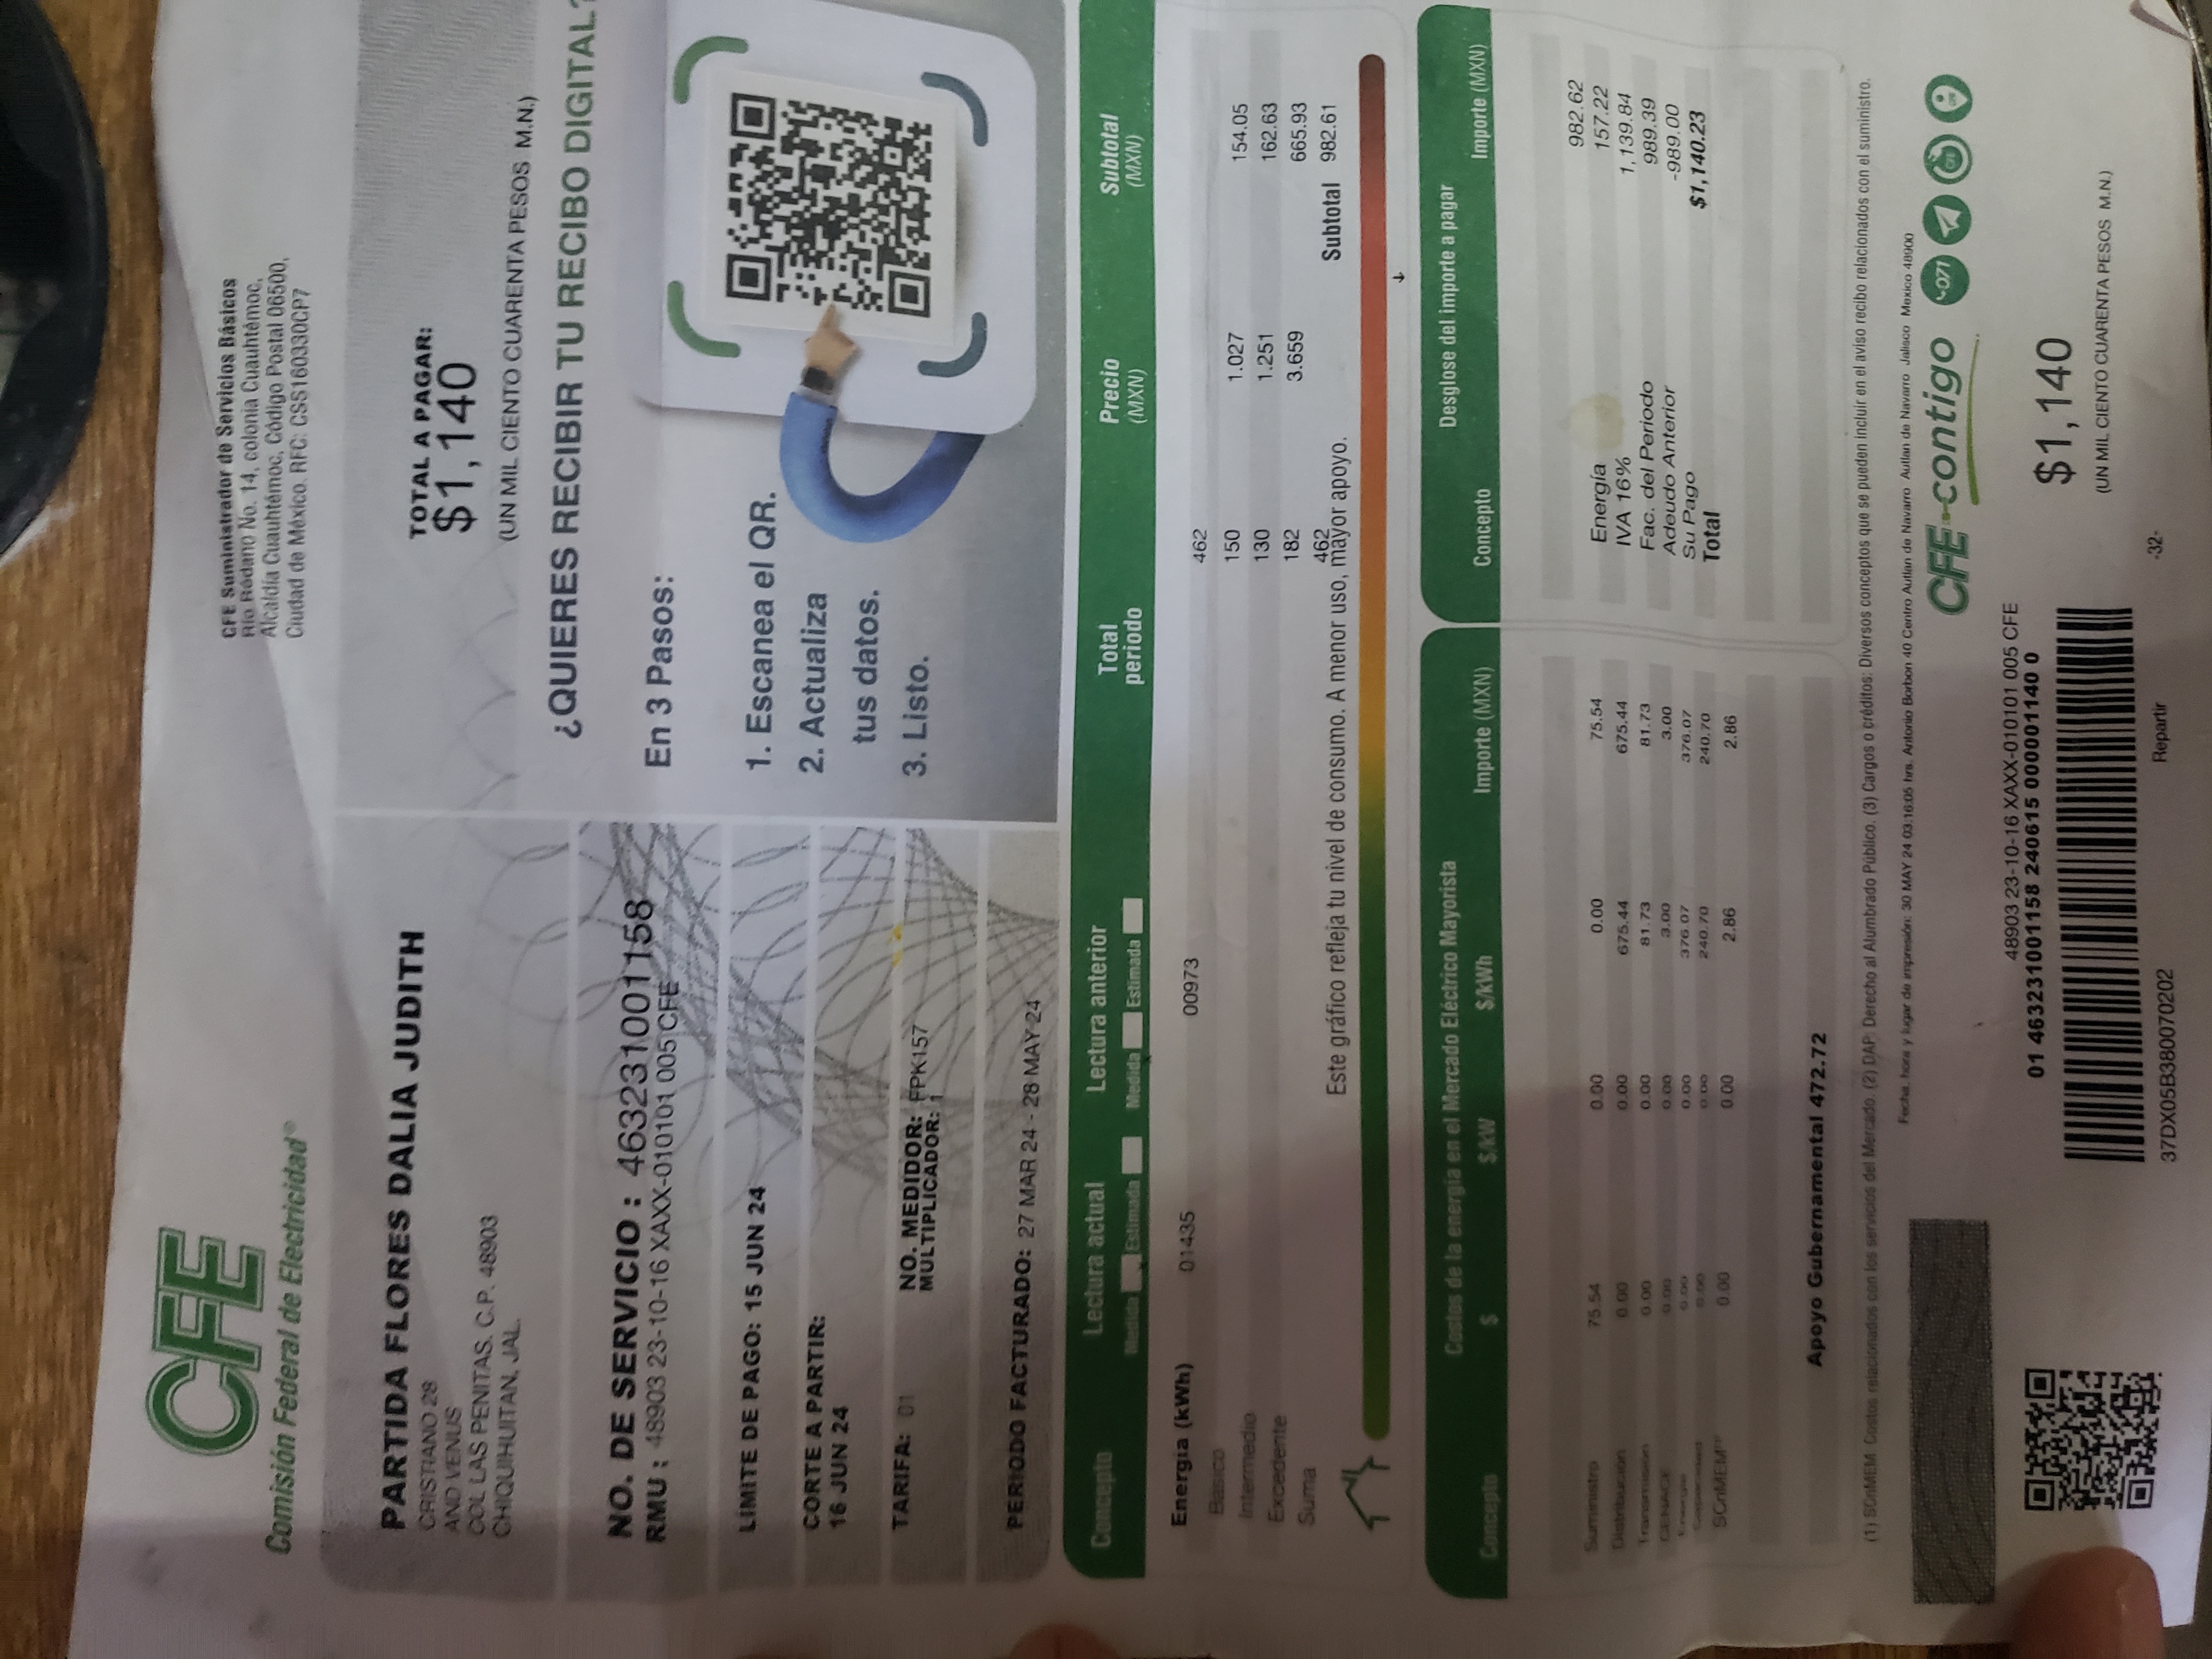 CFE
Comisión Federal de Electricidad®
CFE Suministrador de Servicios Básicos
Río Ródano No. 14, colonia Cuauhtémoc,
Alcaldía Cuauhtémoc, Código Postal 06500,
Ciudad de México. RFC: CSS160330CP7
PARTIDA FLORES DALIA JUDITH
CRISTIANO 28
AND VENUS
COL LAS PENITAS. C.P. 48903
CHIQUIHUITAN, JAL.
TOTAL A PAGAR:
$1,140
(UN MIL CIENTO CUARENTA PESOS M.N.)
NO. DE SERVICIO : 463231001158
RMU : 48903 23-10-16 XAXX-010101 005 CFE
LIMITE DE PAGO: 15 JUN 24
CORTE A PARTIR:
16 JUN 24
TARIFA: 01 NO. MEDIDOR: FPK157
MULTIPLICADOR: 1
PERIODO FACTURADO: 27 MAR 24 - 28 MAY 24
¿QUIERES RECIBIR TU RECIBO DIGITAL?
En 3 Pasos:
1. Escanea el QR.
2. Actualiza
tus datos.
3. Listo.
Concepto Lectura actual Lectura anterior Total periodo Precio (MXN) Subtotal (MXN)
Medida Estimada Medida Estimada
Energía (kWh) 01435 00973 462
Básico 150 1.027 154.05
Intermedio 130 1.251 162.63
Excedente 182 3.659 665.93
Suma 462 Subtotal 982.61
Este gráfico refleja tu nivel de consumo. A menor uso, mayor apoyo.
Costos de la energía en el Mercado Eléctrico Mayorista
Concepto $ $/kW $/kWh Importe (MXN)
Suministro 75.54 0.00 0.00 75.54
Distribución 0.00 0.00 675.44 675.44
Transmisión 0.00 0.00 81.73 81.73
CENACE 0.00 0.00 3.00 3.00
Energía 0.00 0.00 376.07 376.07
Capacidad 0.00 0.00 240.70 240.70
SCnMEM(1) 0.00 0.00 2.86 2.86
Apoyo Gubernamental 472.72
Desglose del importe a pagar
Concepto Importe (MXN)
Energía 982.62
IVA 16% 157.22
Fac. del Periodo 1,139.84
Adeudo Anterior 989.39
Su Pago -989.00
Total $1,140.23
(1) SCnMEM: Costos relacionados con los servicios del Mercado. (2) DAP: Derecho al Alumbrado Público. (3) Cargos o créditos: Diversos conceptos que se pueden incluir en el aviso recibo relacionados con el suministro.
Fecha, hora y lugar de impresión: 30 MAY 24 03:16:05 hrs. Antonio Borbon 40 Centro Autlan de Navarro Autlan de Navarro Jalisco Mexico 48900
CFE contigo
071
48903 23-10-16 XAXX-010101 005 CFE
01 463231001158 240615 000001140 0
$1,140
(UN MIL CIENTO CUARENTA PESOS M.N.)
37DX05B380070202 Repartir -32-